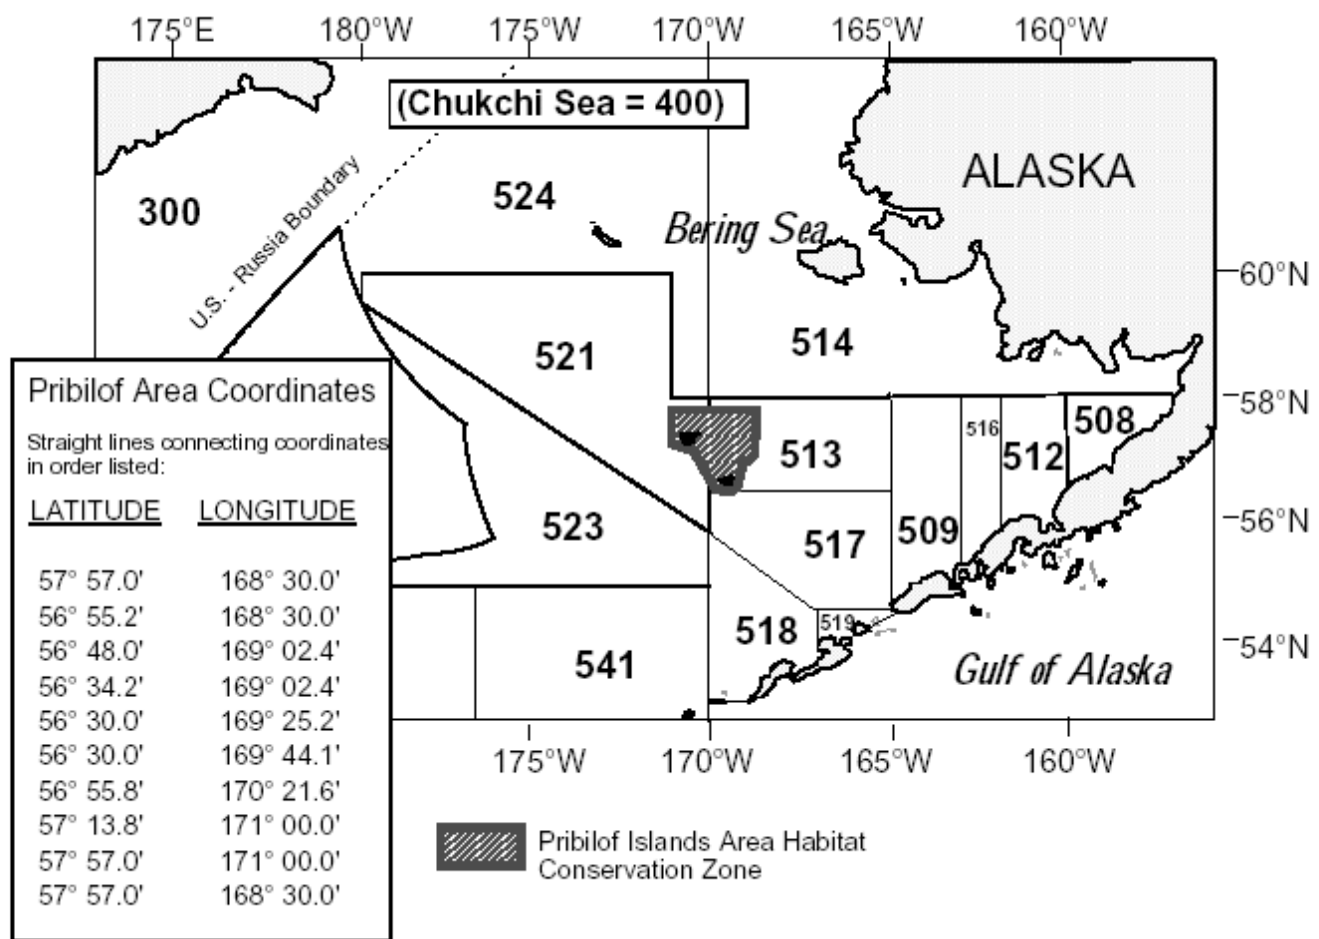 175°E 180°W 175°W 170°W 165°W 160°W
(Chukchi Sea = 400)
ALASKA
300
524
U.S. - Russia Boundary
Bering Sea
60°N
521
514
58°N
Pribilof Area Coordinates
Straight lines connecting coordinates
in order listed:
LATITUDE LONGITUDE
57° 57.0' 168° 30.0'
56° 55.2' 168° 30.0'
56° 48.0' 169° 02.4'
56° 34.2' 169° 02.4'
56° 30.0' 169° 25.2'
56° 30.0' 169° 44.1'
56° 55.8' 170° 21.6'
57° 13.8' 171° 00.0'
57° 57.0' 171° 00.0'
57° 57.0' 168° 30.0'
513
516
512
508
523
517
509
56°N
518
519
541
54°N
Gulf of Alaska
175°W 170°W 165°W 160°W
Pribilof Islands Area Habitat
Conservation Zone